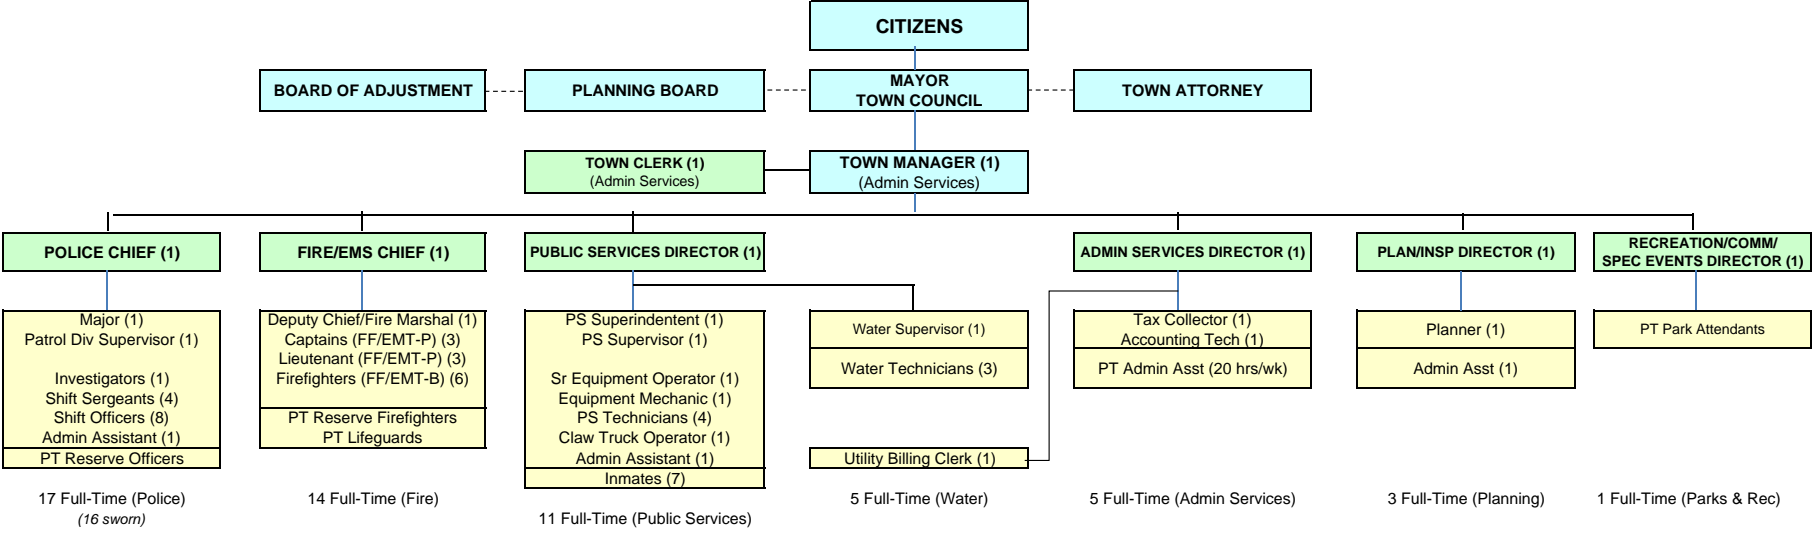 CITIZENS
BOARD OF ADJUSTMENT
PLANNING BOARD
MAYOR
TOWN COUNCIL
TOWN ATTORNEY
TOWN CLERK (1)
(Admin Services)
TOWN MANAGER (1)
(Admin Services)
POLICE CHIEF (1)
FIRE/EMS CHIEF (1)
PUBLIC SERVICES DIRECTOR (1)
ADMIN SERVICES DIRECTOR (1)
PLAN/INSP DIRECTOR (1)
RECREATION/COMM/
SPEC EVENTS DIRECTOR (1)
Major (1)
Patrol Div Supervisor (1)
Investigators (1)
Shift Sergeants (4)
Shift Officers (8)
Admin Assistant (1)
PT Reserve Officers
17 Full-Time (Police)
(16 sworn)
Deputy Chief/Fire Marshal (1)
Captains (FF/EMT-P) (3)
Lieutenant (FF/EMT-P) (3)
Firefighters (FF/EMT-B) (6)
PT Reserve Firefighters
PT Lifeguards
14 Full-Time (Fire)
PS Superindentent (1)
PS Supervisor (1)
Sr Equipment Operator (1)
Equipment Mechanic (1)
PS Technicians (4)
Claw Truck Operator (1)
Admin Assistant (1)
Inmates (7)
11 Full-Time (Public Services)
Water Supervisor (1)
Water Technicians (3)
Utility Billing Clerk (1)
5 Full-Time (Water)
Tax Collector (1)
Accounting Tech (1)
PT Admin Asst (20 hrs/wk)
5 Full-Time (Admin Services)
Planner (1)
Admin Asst (1)
3 Full-Time (Planning)
PT Park Attendants
1 Full-Time (Parks & Rec)